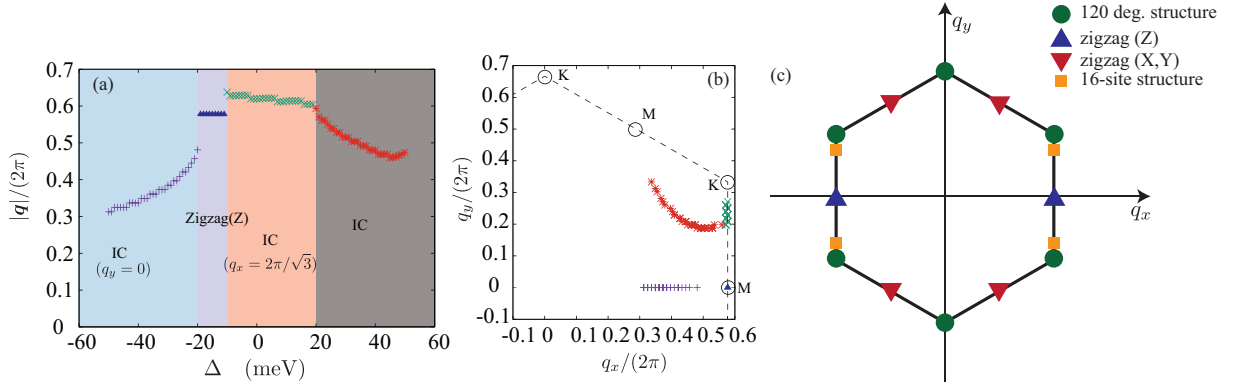 (a)
|q|/(2π)
0.7
0.6
0.5
0.4
0.3
0.2
0.1
0
-60
-40
-20
0
20
40
60
Δ (meV)
IC
(q_y = 0)
Zigzag(Z)
IC
(q_x = 2π/√3)
IC
(b)
q_y/(2π)
0.7
0.6
0.5
0.4
0.3
0.2
0.1
0
-0.1
-0.1
0
0.1
0.2
0.3
0.4
0.5
0.6
q_x/(2π)
K
M
K
M
(c)
q_y
q_x
120 deg. structure
zigzag (Z)
zigzag (X,Y)
16-site structure